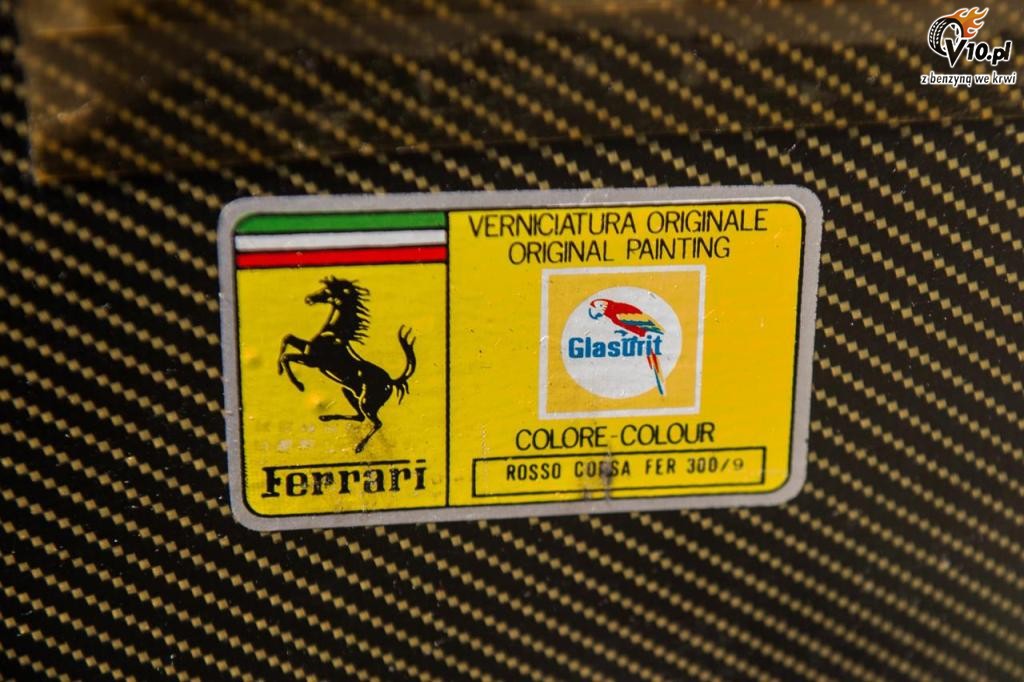 V10.pl
z benzyną we krwi
VERNICIATURA ORIGINALE
ORIGINAL PAINTING
Glasurit
COLORE-COLOUR
ROSSO CORSA FER 300/9
Ferrari